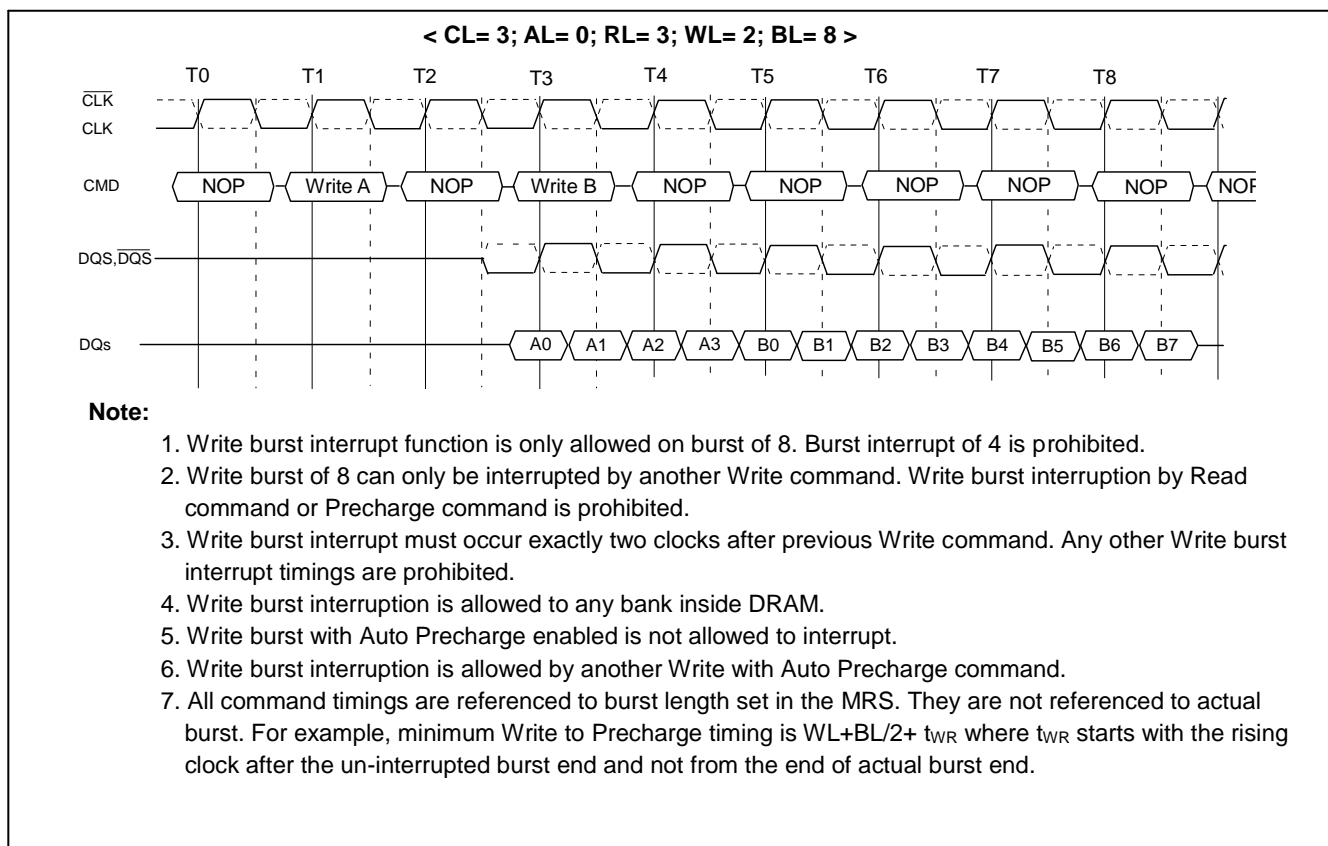 < CL= 3; AL= 0; RL= 3; WL= 2; BL= 8 >
T0 T1 T2 T3 T4 T5 T6 T7 T8
CLK
CLK
CMD NOP Write A NOP Write B NOP NOP NOP NOP NOP NOP
DQS,DQS
DQs A0 A1 A2 A3 B0 B1 B2 B3 B4 B5 B6 B7
Note:
1. Write burst interrupt function is only allowed on burst of 8. Burst interrupt of 4 is prohibited.
2. Write burst of 8 can only be interrupted by another Write command. Write burst interruption by Read
command or Precharge command is prohibited.
3. Write burst interrupt must occur exactly two clocks after previous Write command. Any other Write burst
interrupt timings are prohibited.
4. Write burst interruption is allowed to any bank inside DRAM.
5. Write burst with Auto Precharge enabled is not allowed to interrupt.
6. Write burst interruption is allowed by another Write with Auto Precharge command.
7. All command timings are referenced to burst length set in the MRS. They are not referenced to actual
burst. For example, minimum Write to Precharge timing is WL+BL/2+ tWR where tWR starts with the rising
clock after the un-interrupted burst end and not from the end of actual burst end.